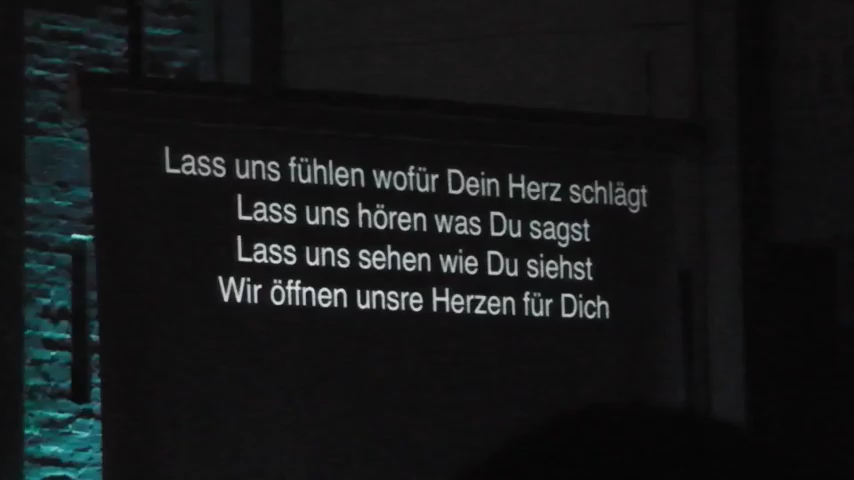 Lass uns fühlen wofür Dein Herz schlägt
Lass uns hören was Du sagst
Lass uns sehen wie Du siehst
Wir öffnen unsre Herzen für Dich